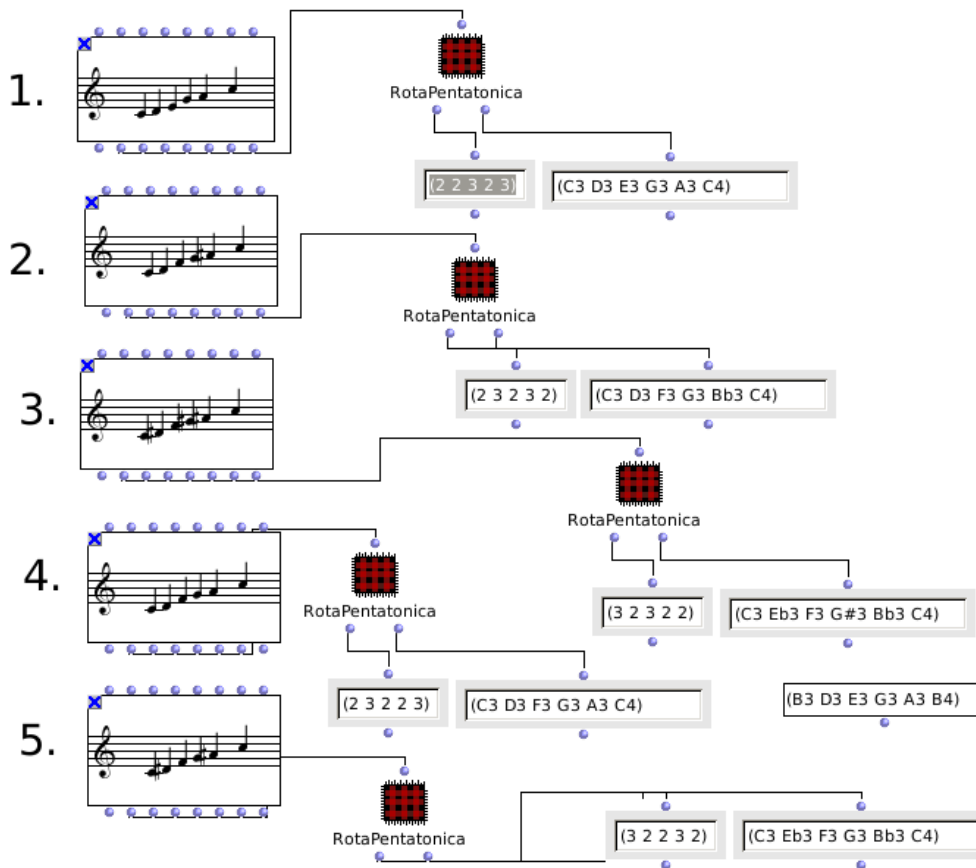 1.
RotaPentatonica
(2 2 3 2 3)
(C3 D3 E3 G3 A3 C4)
2.
RotaPentatonica
(2 3 2 3 2)
(C3 D3 F3 G3 Bb3 C4)
3.
RotaPentatonica
(3 2 3 2 2)
(C3 Eb3 F3 G#3 Bb3 C4)
4.
RotaPentatonica
(2 3 2 2 3)
(C3 D3 F3 G3 A3 C4)
(B3 D3 E3 G3 A3 B4)
5.
RotaPentatonica
(3 2 2 3 2)
(C3 Eb3 F3 G3 Bb3 C4)